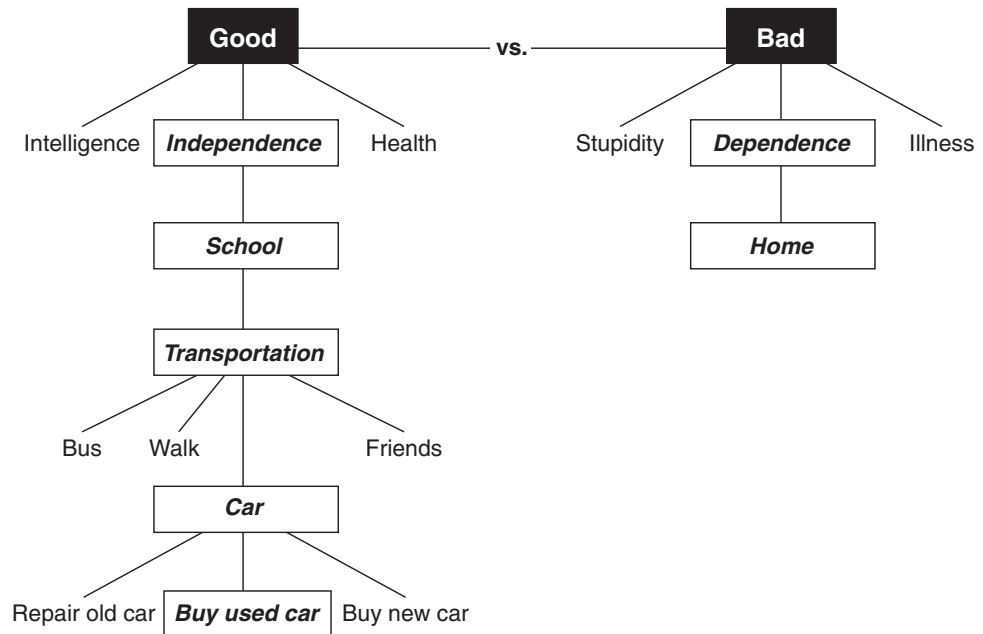 Good vs. Bad
Intelligence Independence Health Stupidity Dependence Illness
School Home
Transportation
Bus Walk Friends
Car
Repair old car Buy used car Buy new car